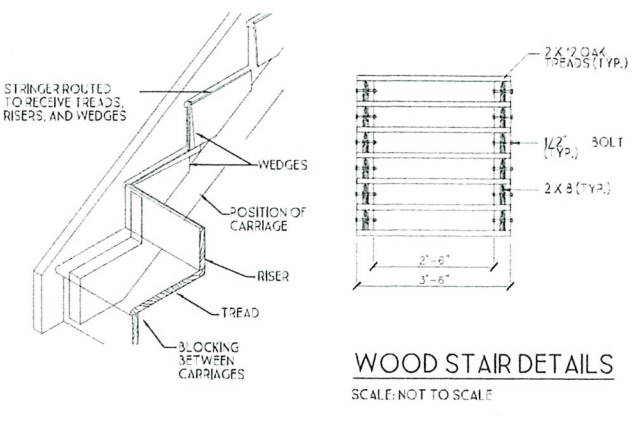 STRINGER ROUTED
TO RECEIVE TREADS,
RISERS, AND WEDGES
WEDGES
POSITION OF
CARRIAGE
RISER
TREAD
BLOCKING
BETWEEN
CARRIAGES
2 X 12 OAK
TREADS (TYP.)
1/2" BOLT
(TYP.)
2 X 8 (TYP.)
2'-6"
3'-6"
WOOD STAIR DETAILS
SCALE: NOT TO SCALE